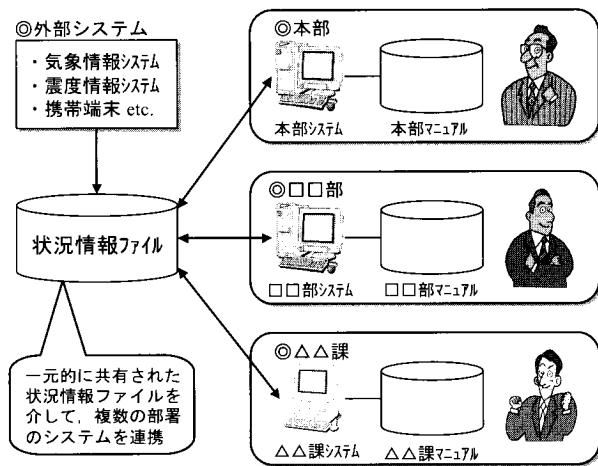 ◎外部システム
・気象情報システム
・震度情報システム
・携帯端末 etc.
状況情報ファイル
一元的に共有された
状況情報ファイルを
介して，複数の部署
のシステムを連携
◎本部
本部システム 本部マニュアル
◎□□部
□□部システム □□部マニュアル
◎△△課
△△課システム △△課マニュアル